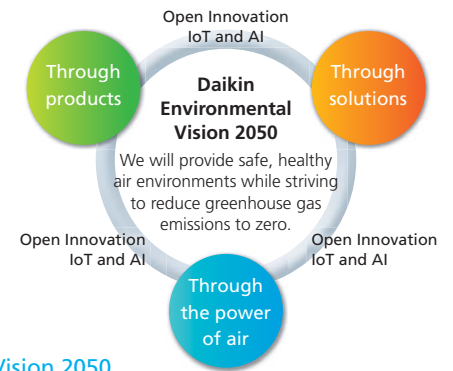 Open Innovation
IoT and AI
Through
products
Through
solutions
Daikin
Environmental
Vision 2050
We will provide safe, healthy
air environments while striving
to reduce greenhouse gas
emissions to zero.
Open Innovation
IoT and AI
Open Innovation
IoT and AI
Through
the power
of air
Vision 2050